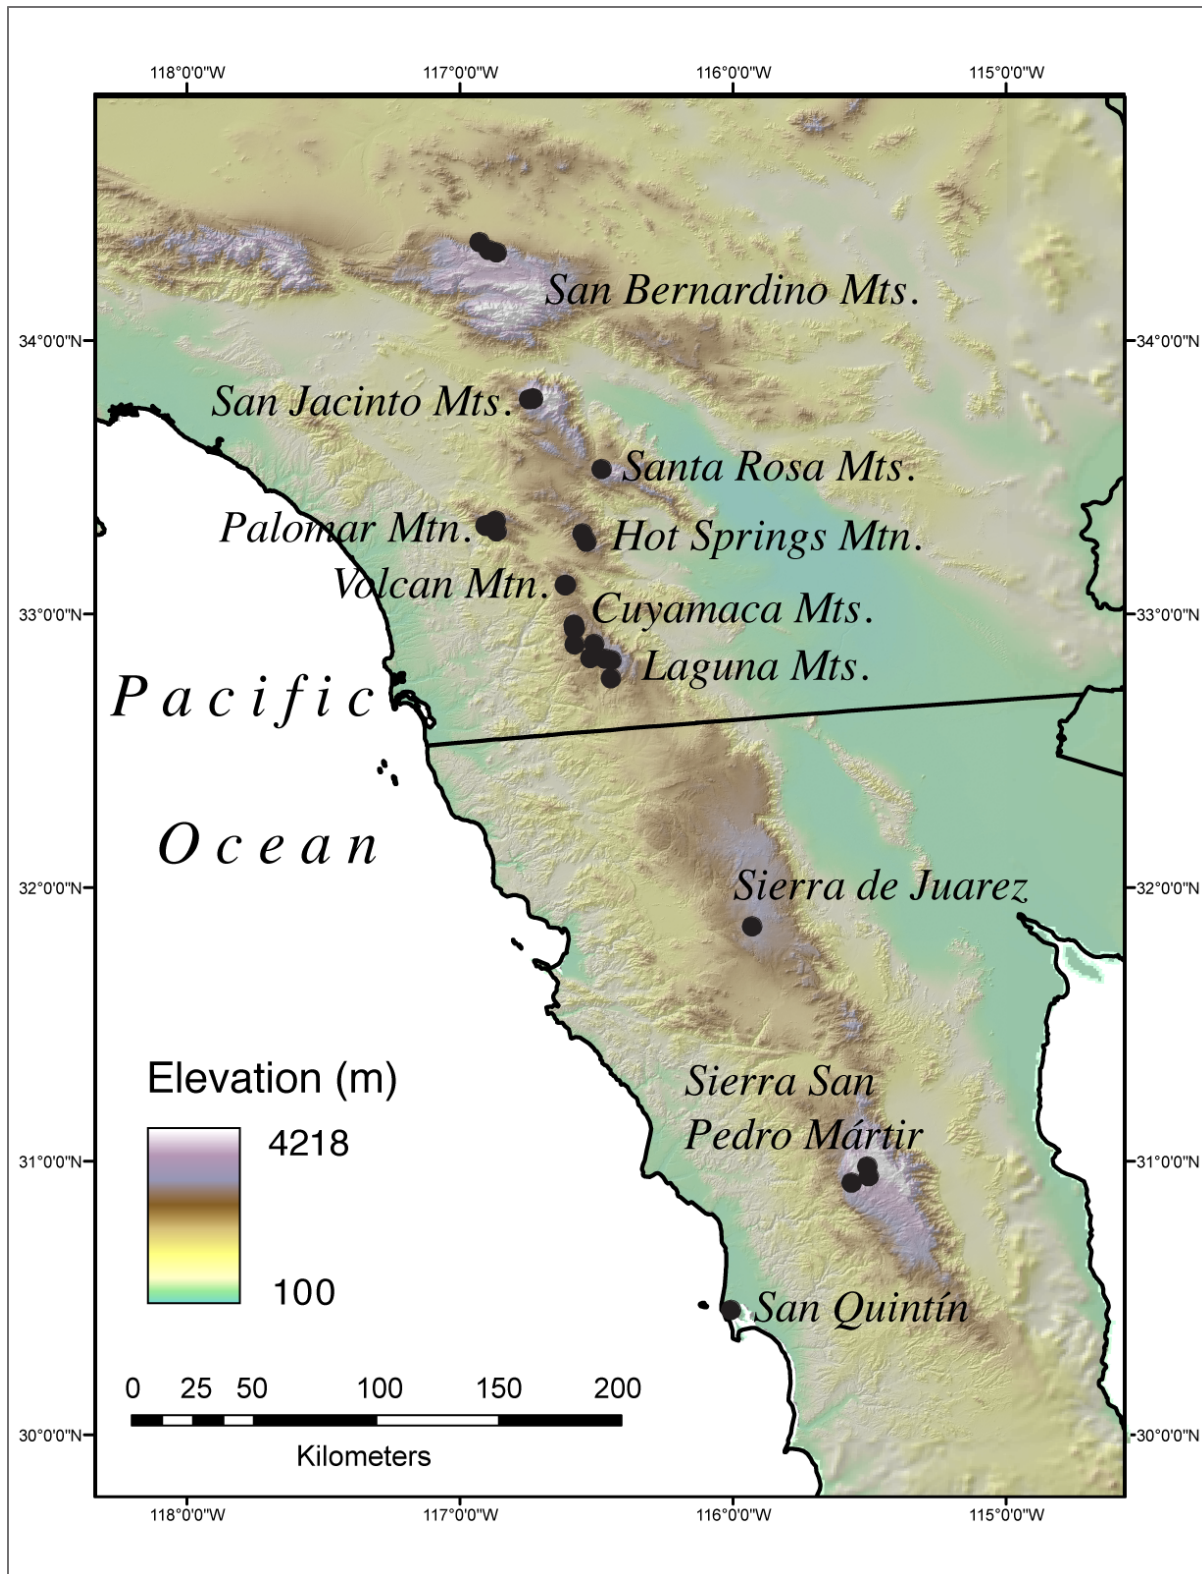 118°0'0"W 117°0'0"W 116°0'0"W 115°0'0"W
San Bernardino Mts.
34°0'0"N 34°0'0"N
San Jacinto Mts.
Santa Rosa Mts.
Palomar Mtn.
Hot Springs Mtn.
Volcan Mtn.
Cuyamaca Mts.
33°0'0"N 33°0'0"N
Laguna Mts.
Pacific
Ocean
32°0'0"N 32°0'0"N
Sierra de Juarez
Elevation (m)
4218
100
Sierra San
Pedro Mártir
31°0'0"N 31°0'0"N
San Quintín
0 25 50 100 150 200
Kilometers
30°0'0"N 30°0'0"N
118°0'0"W 117°0'0"W 116°0'0"W 115°0'0"W